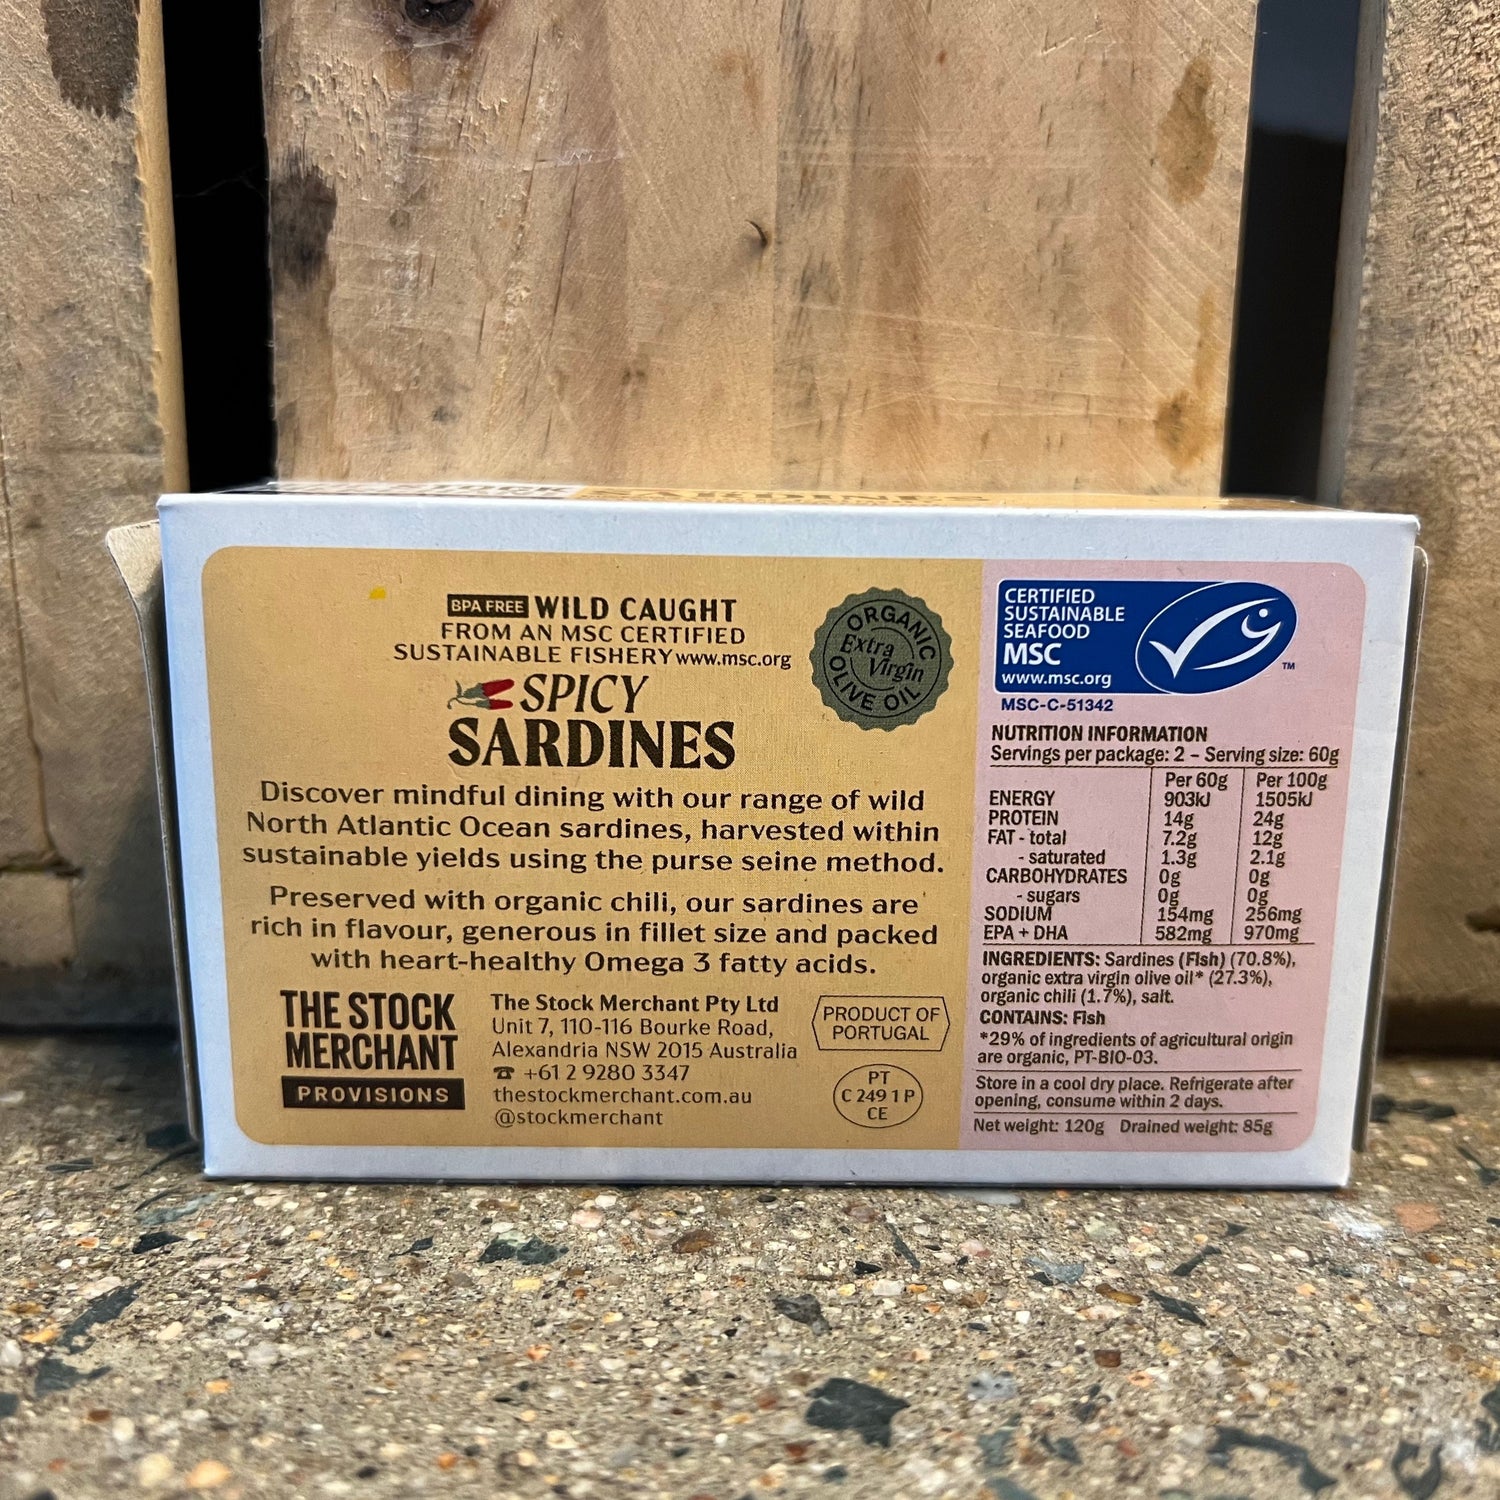 SARDINES
BPA FREE WILD CAUGHT
FROM AN MSC CERTIFIED
SUSTAINABLE FISHERY www.msc.org
SPICY
SARDINES
ORGANIC
Extra
Virgin
OLIVE OIL
Discover mindful dining with our range of wild
North Atlantic Ocean sardines, harvested within
sustainable yields using the purse seine method.
Preserved with organic chili, our sardines are
rich in flavour, generous in fillet size and packed
with heart-healthy Omega 3 fatty acids.
THE STOCK
MERCHANT
PROVISIONS
The Stock Merchant Pty Ltd
Unit 7, 110-116 Bourke Road,
Alexandria NSW 2015 Australia
☎ +61 2 9280 3347
thestockmerchant.com.au
@stockmerchant
PRODUCT OF
PORTUGAL
PT
C 249 1 P
CE
CERTIFIED
SUSTAINABLE
SEAFOOD
MSC
www.msc.org
TM
MSC-C-51342
NUTRITION INFORMATION
Servings per package: 2 – Serving size: 60g
Per 60g Per 100g
ENERGY 903kJ 1505kJ
PROTEIN 14g 24g
FAT - total 7.2g 12g
- saturated 1.3g 2.1g
CARBOHYDRATES 0g 0g
- sugars 0g 0g
SODIUM 154mg 256mg
EPA + DHA 582mg 970mg
INGREDIENTS: Sardines (Fish) (70.8%),
organic extra virgin olive oil* (27.3%),
organic chili (1.7%), salt.
CONTAINS: Fish
*29% of ingredients of agricultural origin
are organic, PT-BIO-03.
Store in a cool dry place. Refrigerate after
opening, consume within 2 days.
Net weight: 120g Drained weight: 85g